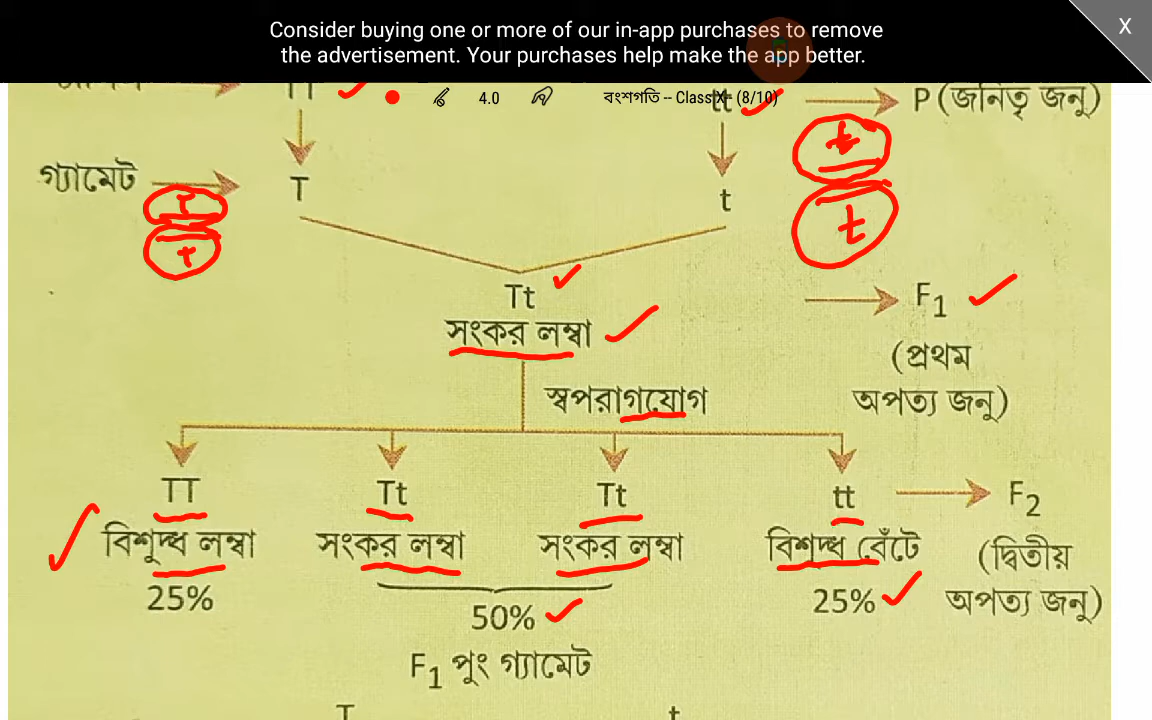 Consider buying one or more of our in-app purchases to remove
the advertisement. Your purchases help make the app better.
X
4.0
বংশগতি -- Class X- (8/10)
TT
tt
P (জনিতৃ জনু)
t
গ্যামেট
T
t
T
T
t
Tt
F1
সংকর লম্বা
(প্রথম
অপত্য জনু)
স্বপরাগযোগ
TT
Tt
Tt
tt
F2
বিশুদ্ধ লম্বা
সংকর লম্বা
সংকর লম্বা
বিশুদ্ধ বেঁটে
(দ্বিতীয়
অপত্য জনু)
25%
50%
25%
F1 পুং গ্যামেট
T
t